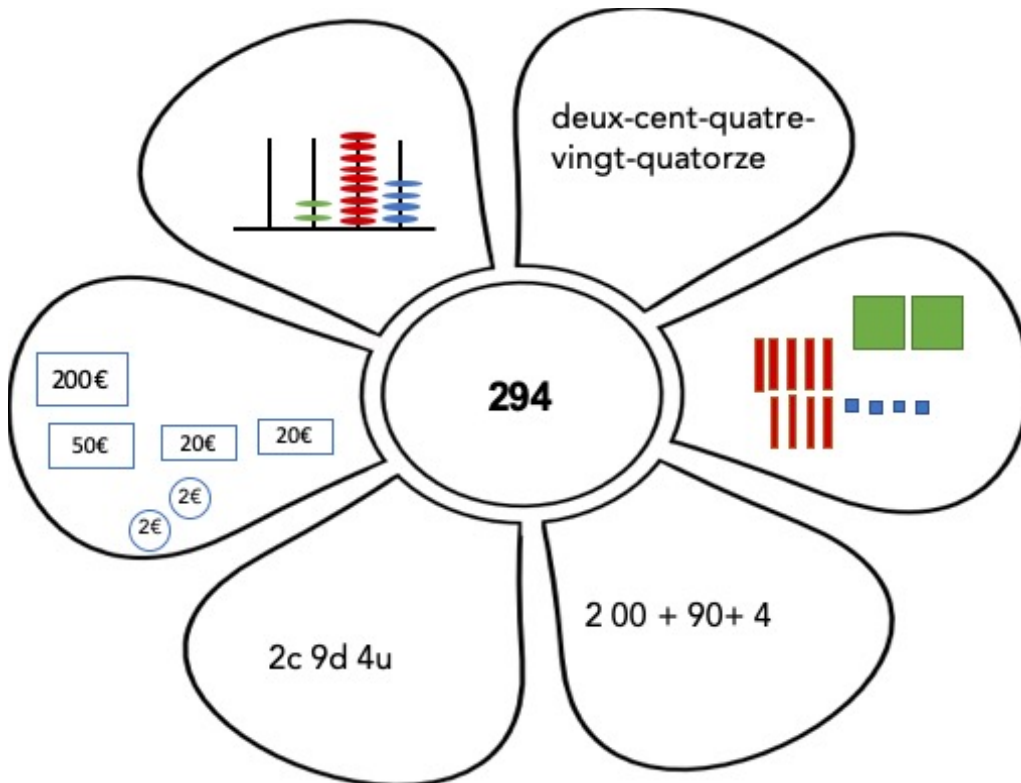 deux-cent-quatre-
vingt-quatorze
200€
50€
20€
20€
2€
2€
294
2c 9d 4u
2 00 + 90+ 4